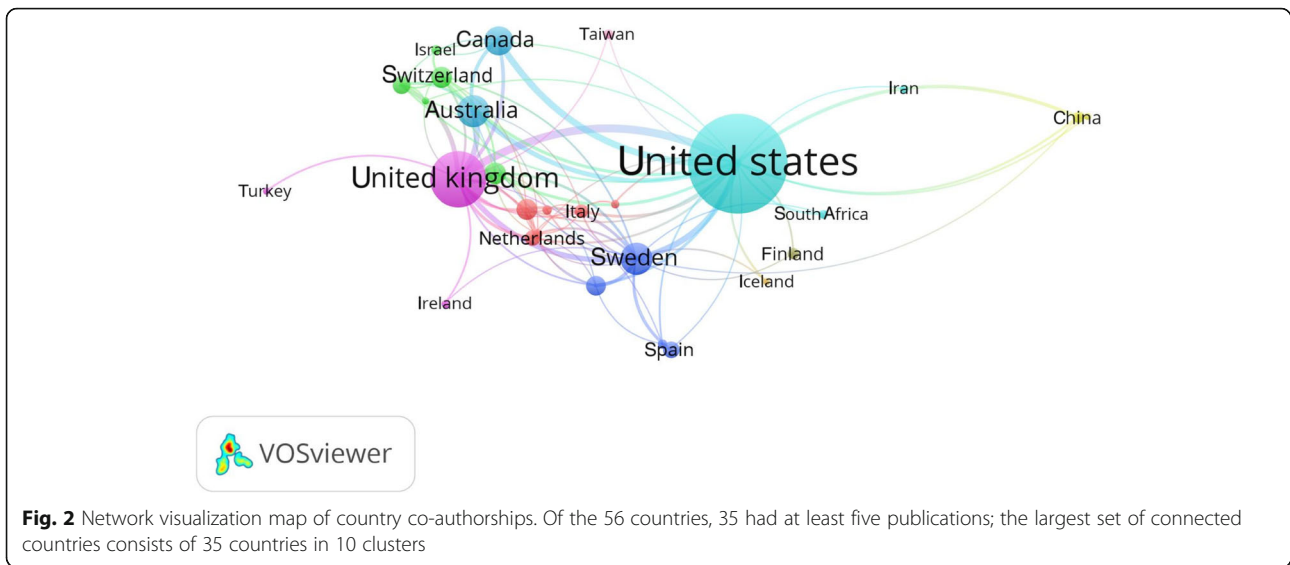 Canada
Taiwan
Israel
Switzerland
Iran
Australia
China
United states
United kingdom
Turkey
Italy
South Africa
Netherlands
Sweden
Finland
Iceland
Ireland
Spain
VOSviewer
Fig. 2 Network visualization map of country co-authorships. Of the 56 countries, 35 had at least five publications; the largest set of connected
countries consists of 35 countries in 10 clusters